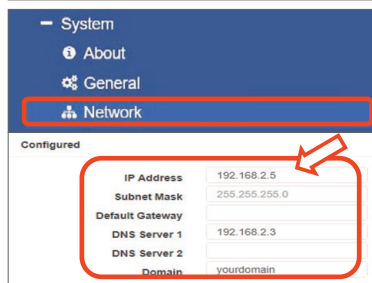 − System
About
General
Network
Configured
IP Address 192.168.2.5
Subnet Mask 255.255.255.0
Default Gateway
DNS Server 1 192.168.2.3
DNS Server 2
Domain yourdomain